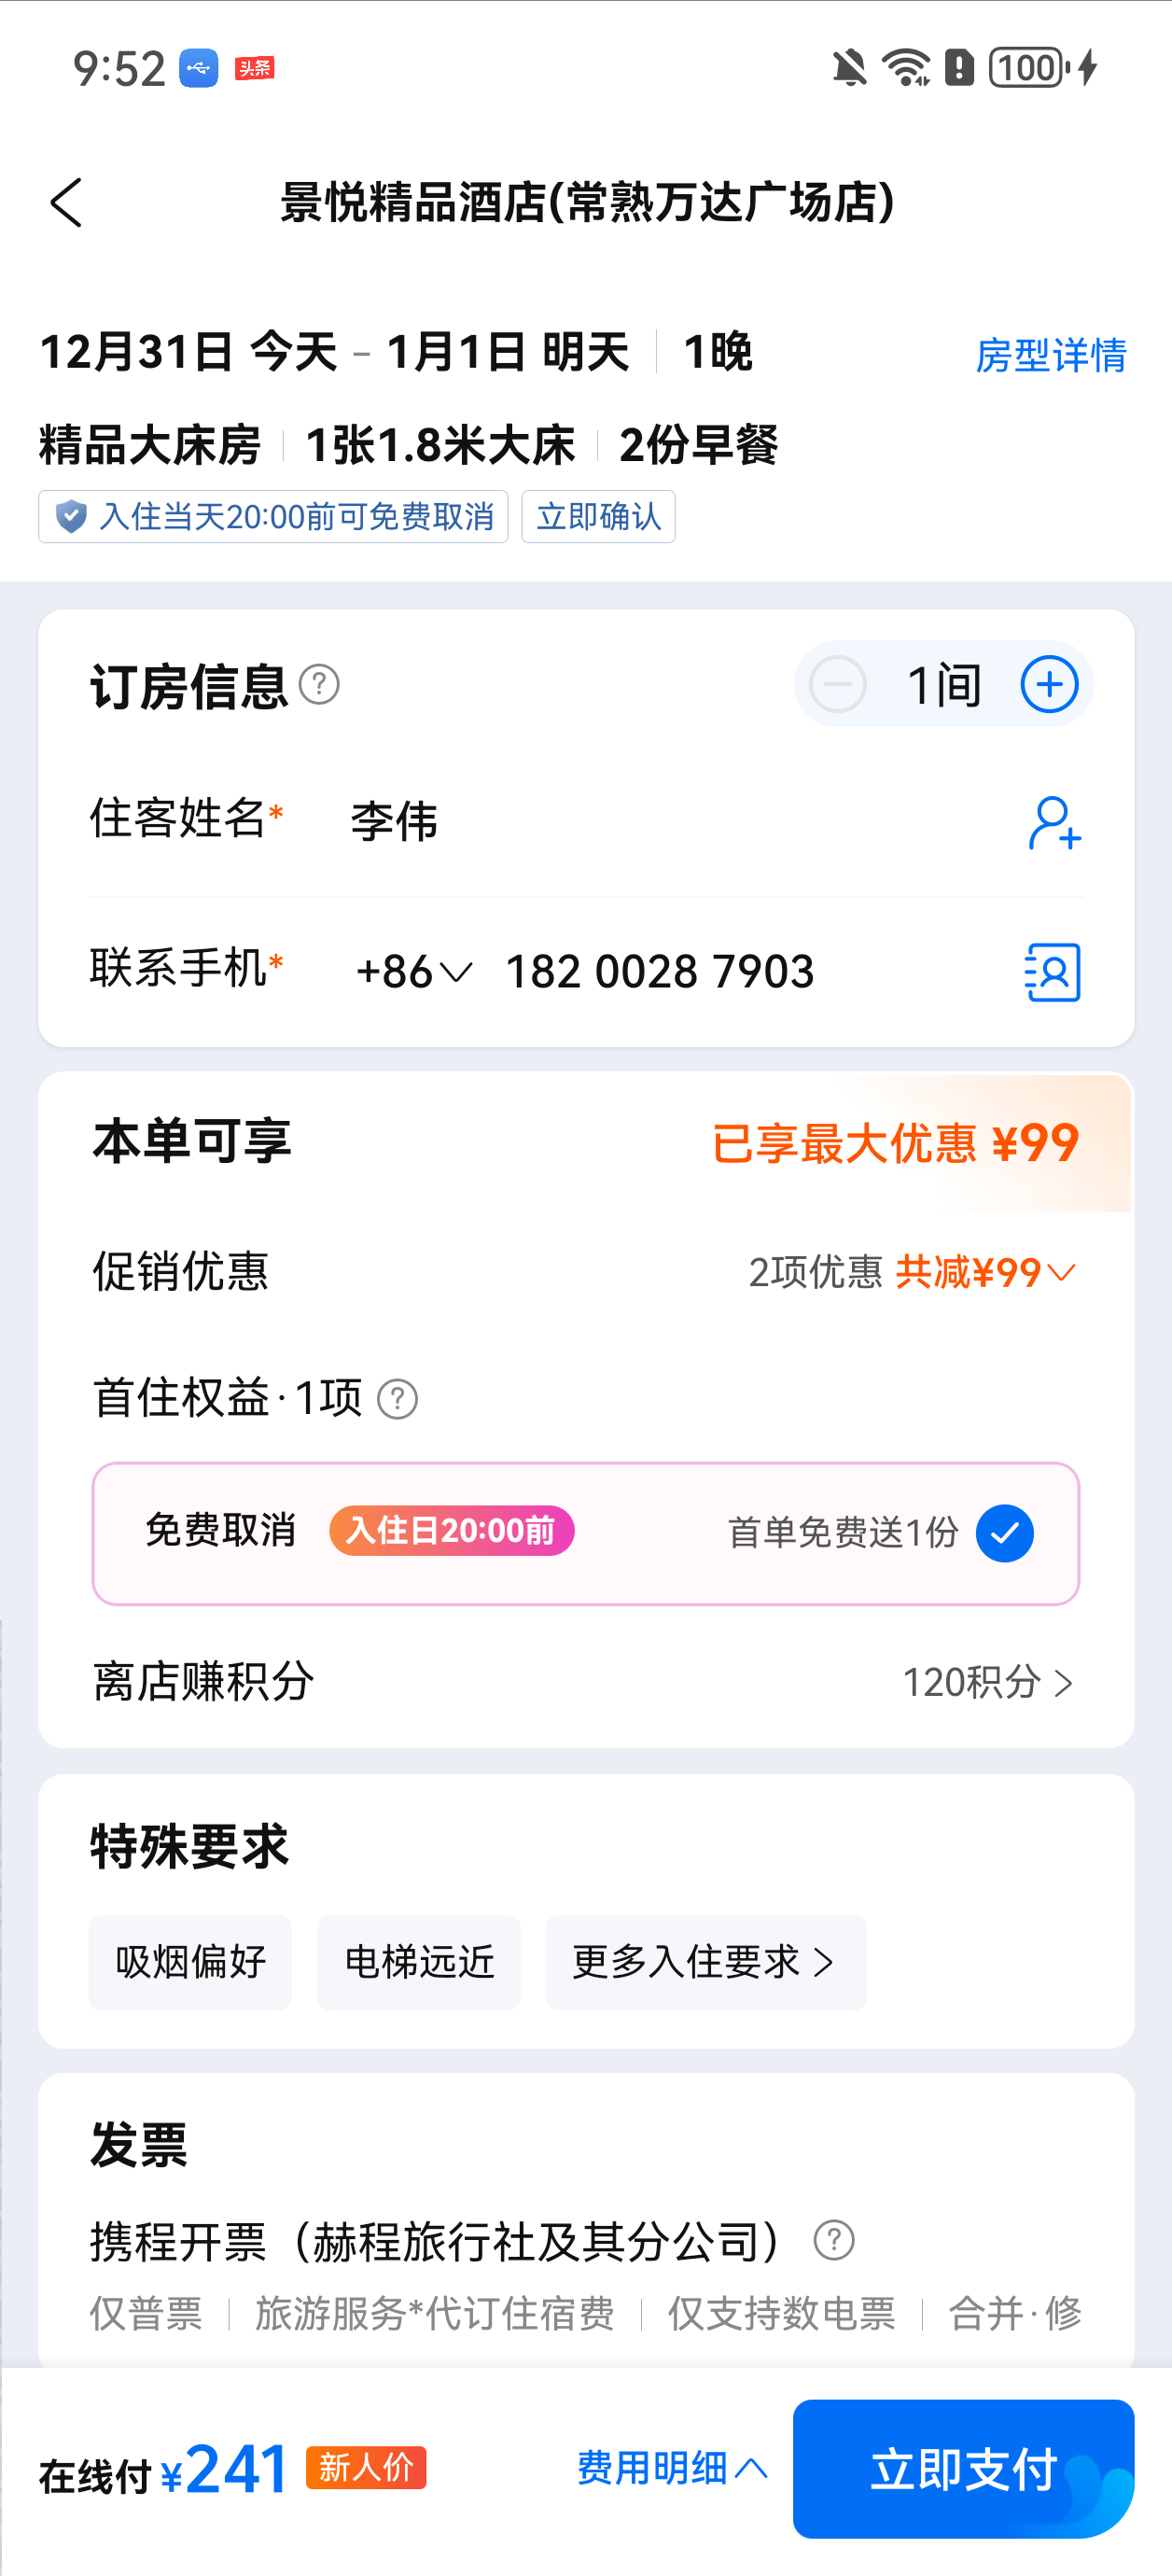 9:52 头条 100
景悦精品酒店(常熟万达广场店)
12月31日 今天 - 1月1日 明天 1晚 房型详情
精品大床房 1张1.8米大床 2份早餐
入住当天20:00前可免费取消 立即确认
订房信息 ? 1间
住客姓名* 李伟
联系手机* +86 182 0028 7903
本单可享 已享最大优惠 ¥99
促销优惠 2项优惠 共减¥99
首住权益·1项 ?
免费取消 入住日20:00前 首单免费送1份
离店赚积分 120积分
特殊要求
吸烟偏好 电梯远近 更多入住要求
发票
携程开票（赫程旅行社及其分公司） ?
仅普票 旅游服务*代订住宿费 仅支持数电票 合并·修
在线付 ¥241 新人价 费用明细 立即支付